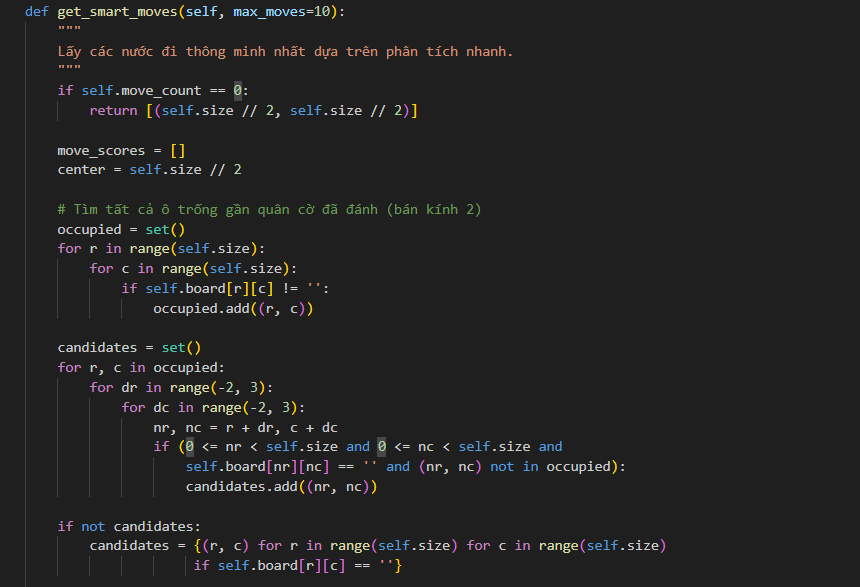 def get_smart_moves(self, max_moves=10):
    """
    Lấy các nước đi thông minh nhất dựa trên phân tích nhanh.
    """
    if self.move_count == 0:
        return [(self.size // 2, self.size // 2)]

    move_scores = []
    center = self.size // 2

    # Tìm tất cả ô trống gần quân cờ đã đánh (bán kính 2)
    occupied = set()
    for r in range(self.size):
        for c in range(self.size):
            if self.board[r][c] != '':
                occupied.add((r, c))

    candidates = set()
    for r, c in occupied:
        for dr in range(-2, 3):
            for dc in range(-2, 3):
                nr, nc = r + dr, c + dc
                if (0 <= nr < self.size and 0 <= nc < self.size and
                    self.board[nr][nc] == '' and (nr, nc) not in occupied):
                    candidates.add((nr, nc))

    if not candidates:
        candidates = {(r, c) for r in range(self.size) for c in range(self.size)
                     if self.board[r][c] == ''}